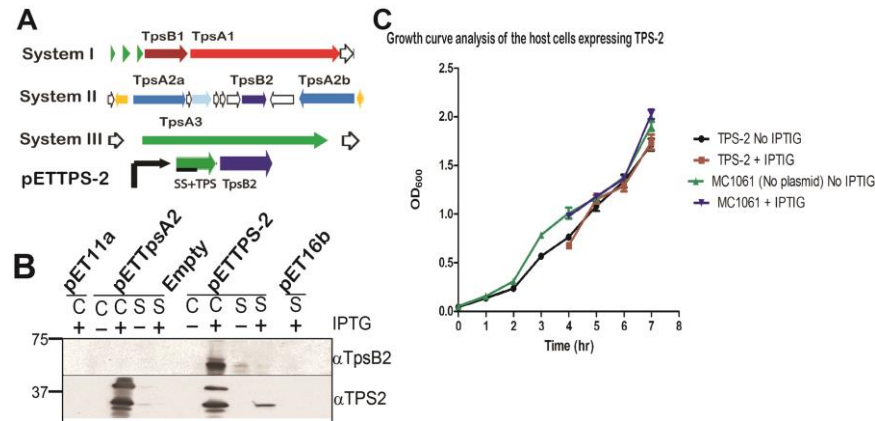 A
System I
TpsB1 TpsA1
System II
TpsA2a TpsB2 TpsA2b
System III
TpsA3
pETTPS-2
SS+TPS TpsB2
B
pET11a pETTpsA2 Empty pETTPS-2 pET16b
C C C S S C C S S S
+ − + − + − + − + + IPTG
75
αTpsB2
37
αTPS2
C
Growth curve analysis of the host cells expressing TPS-2
OD600
2.5
2.0
1.5
1.0
0.5
0.0
0 1 2 3 4 5 6 7 8
Time (hr)
TPS-2 No IPTIG
TPS-2 + IPTIG
MC1061 (No plasmid) No IPTIG
MC1061 + IPTIG